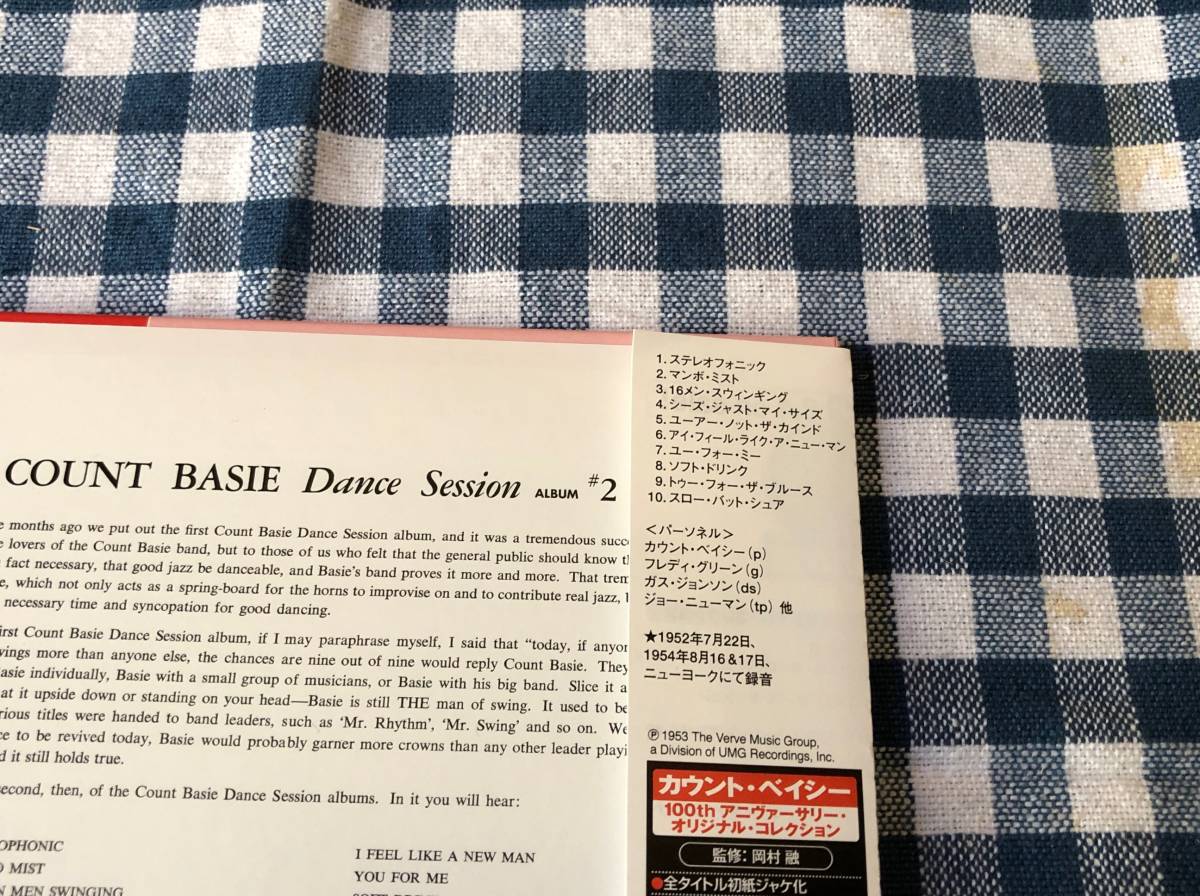 COUNT BASIE Dance Session ALBUM #2
months ago we put out the first Count Basie Dance Session album, and it was a tremendous
lovers of the Count Basie band, but to those of us who felt that the general public should know
fact necessary, that good jazz be danceable, and Basie's band proves it more and more. That
which not only acts as a spring-board for the horns to improvise on and to contribute real jazz,
necessary time and syncopation for good dancing.
first Count Basie Dance Session album, if I may paraphrase myself, I said that "today, if
more than anyone else, the chances are nine out of nine would reply Count Basie. They
Basie individually, Basie with a small group of musicians, or Basie with his big band. Slice it
at it upside down or standing on your head—Basie is still THE man of swing. It used to be
titles were handed to band leaders, such as 'Mr. Rhythm', 'Mr. Swing' and so on. We
to be revived today, Basie would probably garner more crowns than any other leader
it still holds true.
second, then, of the Count Basie Dance Session albums. In it you will hear:
OPHONIC
MIST
MEN SWINGING
I FEEL LIKE A NEW MAN
YOU FOR ME
1. ステレオフォニック
2. マンボ・ミスト
3. 16メン・スウィンギング
4. シーズ・ジャスト・マイ・サイズ
5. ユーアー・ノット・ザ・カインド
6. アイ・フィール・ライク・ア・ニュー・マン
7. ユー・フォー・ミー
8. ソフト・ドリンク
9. トゥー・フォー・ザ・ブルース
10. スロー・バット・シュア
<パーソネル>
カウント・ベイシー(p)
フレディ・グリーン(g)
ガス・ジョンソン(ds)
ジョー・ニューマン(tp) 他
★1952年7月22日、
1954年8月16&17日、
ニューヨークにて録音
℗ 1953 The Verve Music Group,
a Division of UMG Recordings, Inc.
カウント・ベイシー
100th アニヴァーサリー・
オリジナル・コレクション
監修：岡村 融
●全タイトル初紙ジャケ化